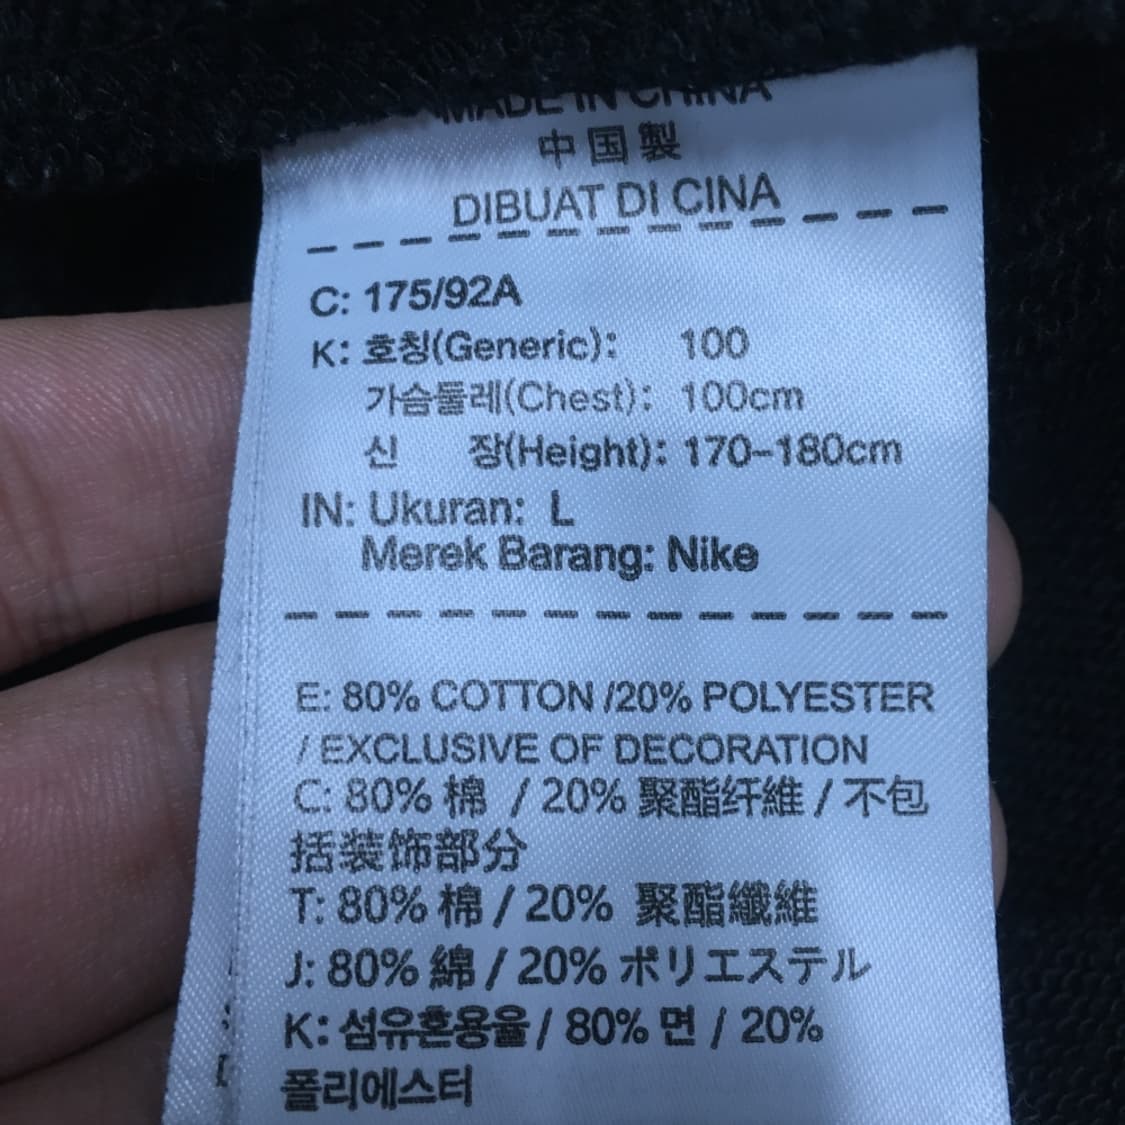 MADE IN CHINA
中国製
DIBUAT DI CINA
C: 175/92A
K: 호칭(Generic): 100
가슴둘레(Chest): 100cm
신 장(Height): 170-180cm
IN: Ukuran: L
Merek Barang: Nike
E: 80% COTTON /20% POLYESTER
/ EXCLUSIVE OF DECORATION
C: 80% 棉 / 20% 聚酯纤維 / 不包
括装饰部分
T: 80% 棉 / 20% 聚酯纖維
J: 80% 綿 / 20% ポリエステル
K: 섬유혼용율 / 80% 면 / 20%
폴리에스터